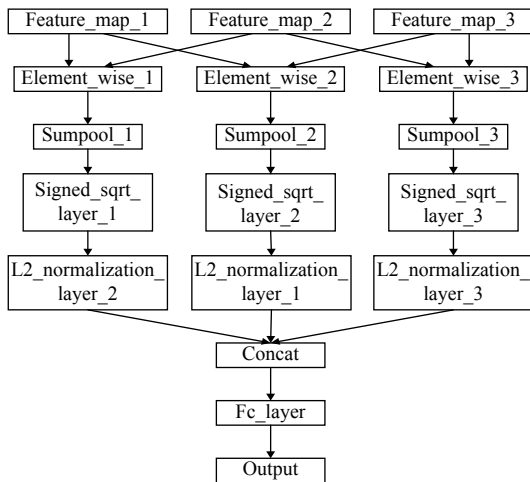 Feature_map_1
Feature_map_2
Feature_map_3
Element_wise_1
Element_wise_2
Element_wise_3
Sumpool_1
Sumpool_2
Sumpool_3
Signed_sqrt_
layer_1
Signed_sqrt_
layer_2
Signed_sqrt_
layer_3
L2_normalization_
layer_2
L2_normalization_
layer_1
L2_normalization_
layer_3
Concat
Fc_layer
Output